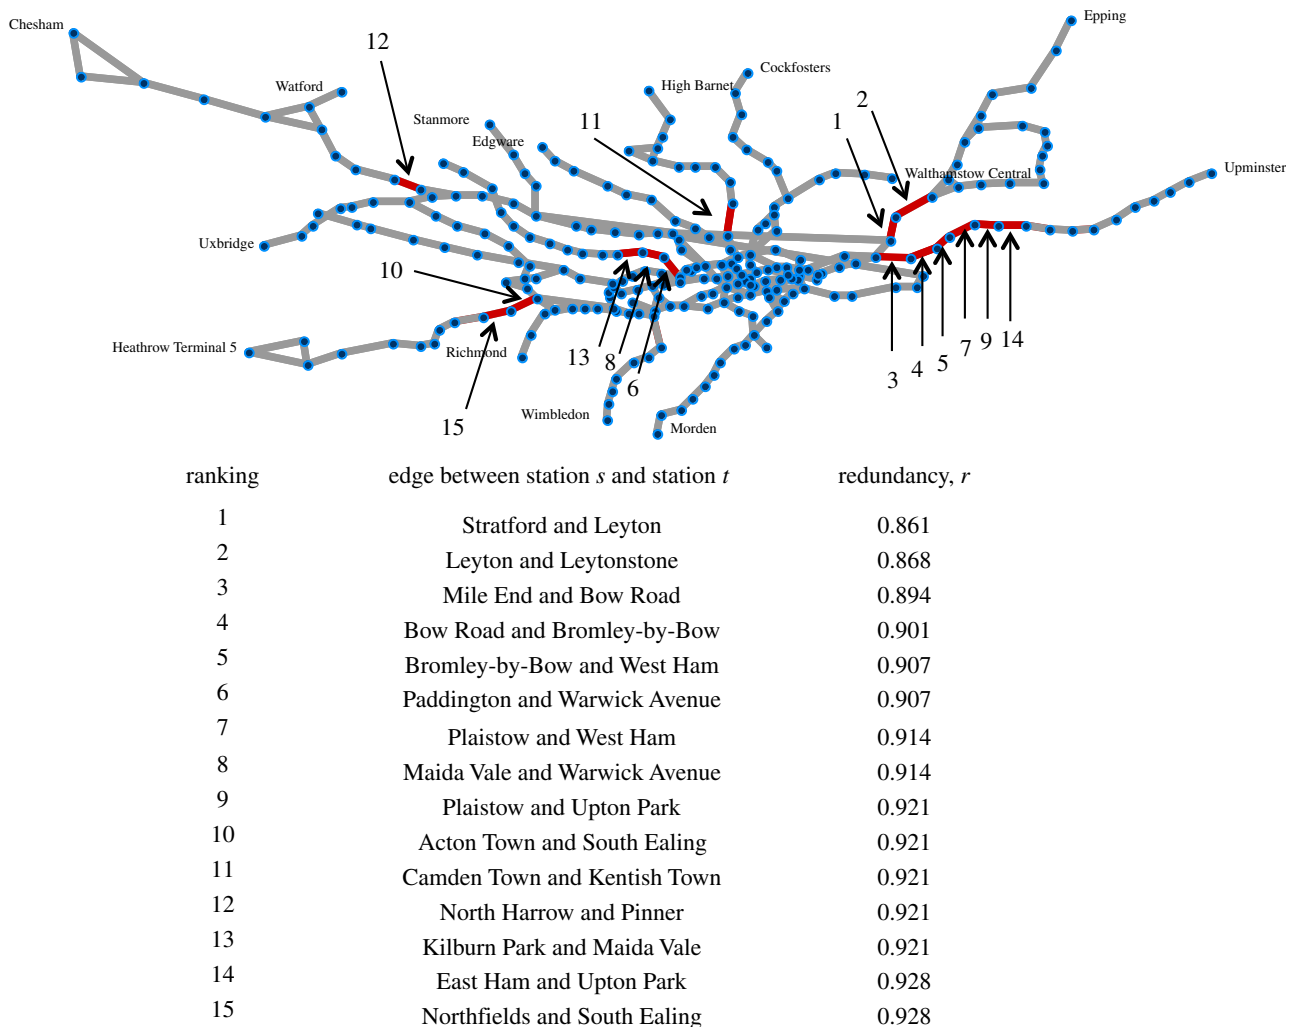 Epping
Chesham
12
Cockfosters
Watford
High Barnet
2
Stanmore
11
1
Edgware
Walthamstow Central
Upminster
Uxbridge
10
Heathrow Terminal 5
Richmond
13
8
6
3
4
5
7
9
14
15
Wimbledon
Morden
ranking edge between station s and station t redundancy, r
1 Stratford and Leyton 0.861
2 Leyton and Leytonstone 0.868
3 Mile End and Bow Road 0.894
4 Bow Road and Bromley-by-Bow 0.901
5 Bromley-by-Bow and West Ham 0.907
6 Paddington and Warwick Avenue 0.907
7 Plaistow and West Ham 0.914
8 Maida Vale and Warwick Avenue 0.914
9 Plaistow and Upton Park 0.921
10 Acton Town and South Ealing 0.921
11 Camden Town and Kentish Town 0.921
12 North Harrow and Pinner 0.921
13 Kilburn Park and Maida Vale 0.921
14 East Ham and Upton Park 0.928
15 Northfields and South Ealing 0.928